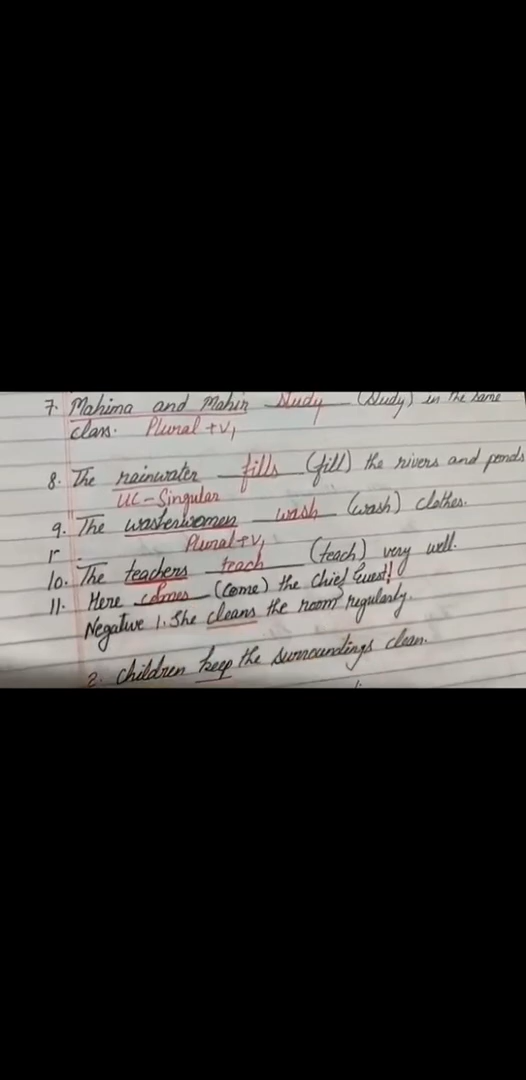 7. Mahima and Mahin study (study) in the same
class. Plural + V1
8. The rainwater fills (fill) the rivers and ponds
UC - Singular
9. The washerwomen wash (wash) clothes.
Plural + V1
10. The teachers teach (teach) very well.
11. Here comes (come) the chief Guest!
Negative 1. She cleans the room regularly.
2. children keep the surroundings clean.